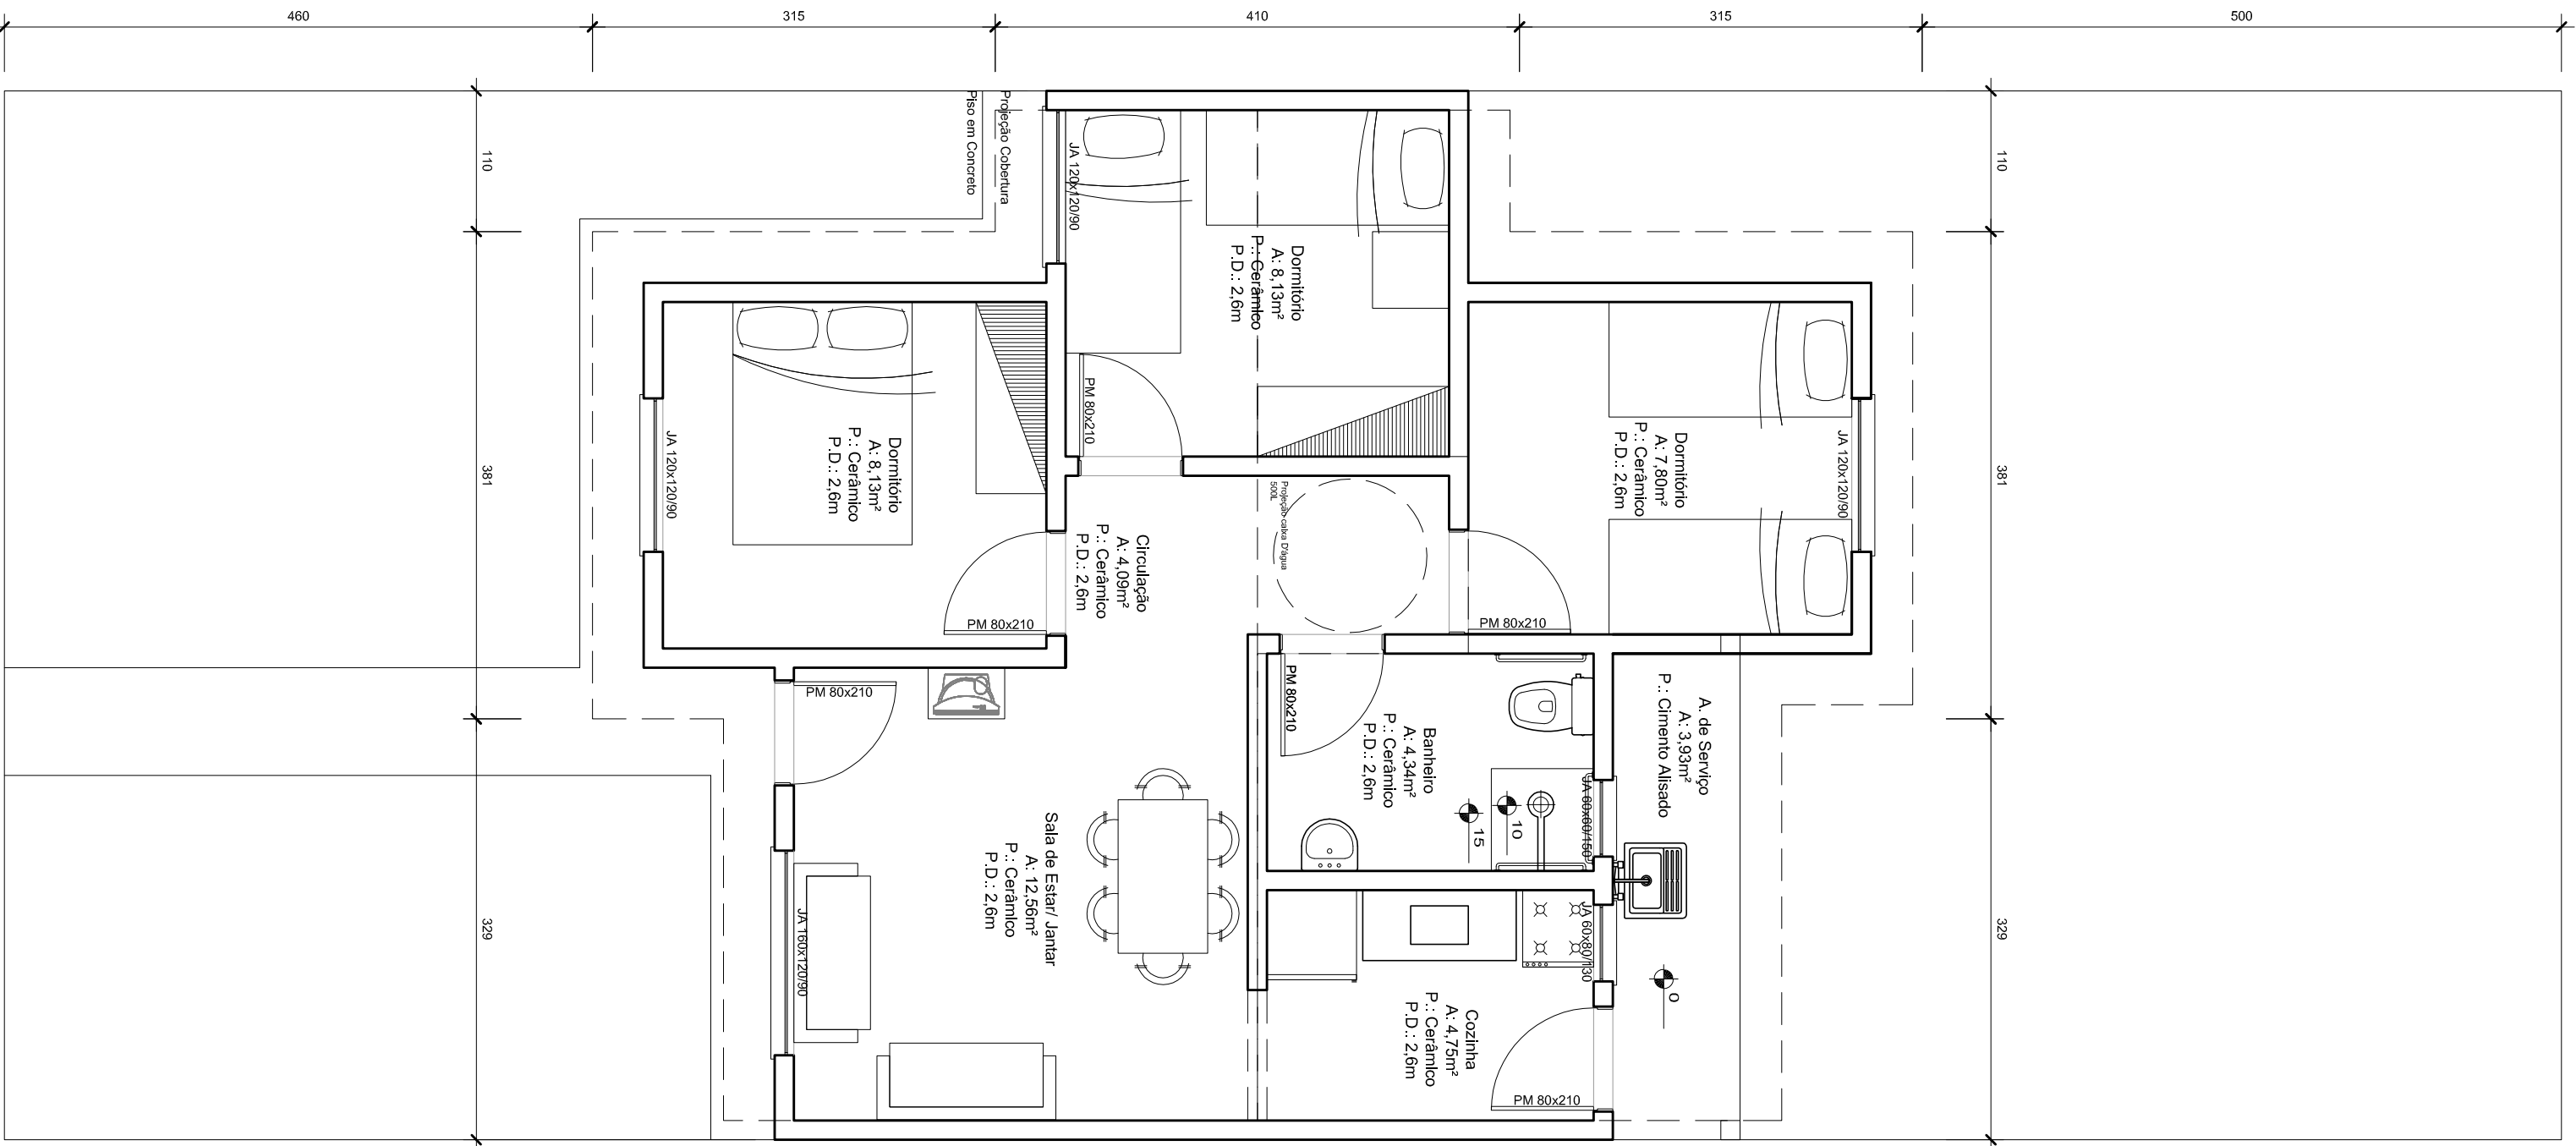 460
315
410
315
500
110
381
329
110
381
329
Projeção Cobertura
Piso em Concreto
JA 120x120/90
Dormitório
A: 8,13m²
P.: Cerâmico
P.D.: 2,6m
PM 80x210
Dormitório
A: 8,13m²
P.: Cerâmico
P.D.: 2,6m
JA 120x120/90
PM 80x210
Dormitório
A: 7,80m²
P.: Cerâmico
P.D.: 2,6m
JA 120x120/90
PM 80x210
Projeção caixa D'água
500L
Circulação
A: 4,09m²
P.: Cerâmico
P.D.: 2,6m
PM 80x210
PM 80x210
Banheiro
A: 4,34m²
P.: Cerâmico
P.D.: 2,6m
15
10
JA 60x60/150
A. de Serviço
A: 3,93m²
P.: Cimento Alisado
0
Sala de Estar/ Jantar
A: 12,56m²
P.: Cerâmico
P.D.: 2,6m
JA 160x120/90
JA 60x80/130
Cozinha
A: 4,75m²
P.: Cerâmico
P.D.: 2,6m
PM 80x210